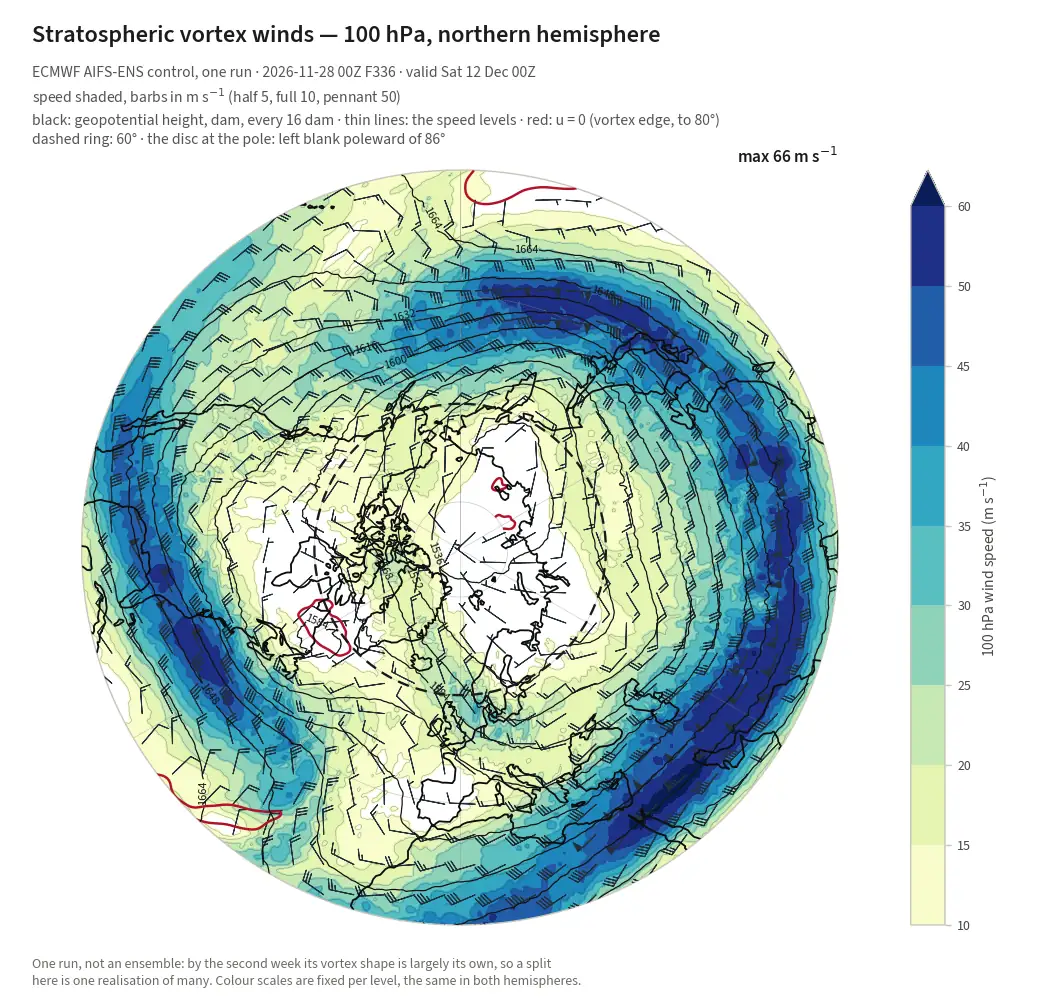 Stratospheric vortex winds — 100 hPa, northern hemisphere
ECMWF AIFS-ENS control, one run · 2026-11-28 00Z F336 · valid Sat 12 Dec 00Z
speed shaded, barbs in m s⁻¹ (half 5, full 10, pennant 50)
black: geopotential height, dam, every 16 dam · thin lines: the speed levels · red: u = 0 (vortex edge, to 80°)
dashed ring: 60° · the disc at the pole: left blank poleward of 86°
max 66 m s⁻¹
1664
1664
1648
1632
1616
1600
1536
1584
1648
1664
60
50
45
40
35
30
25
20
15
10
100 hPa wind speed (m s⁻¹)
One run, not an ensemble: by the second week its vortex shape is largely its own, so a split
here is one realisation of many. Colour scales are fixed per level, the same in both hemispheres.